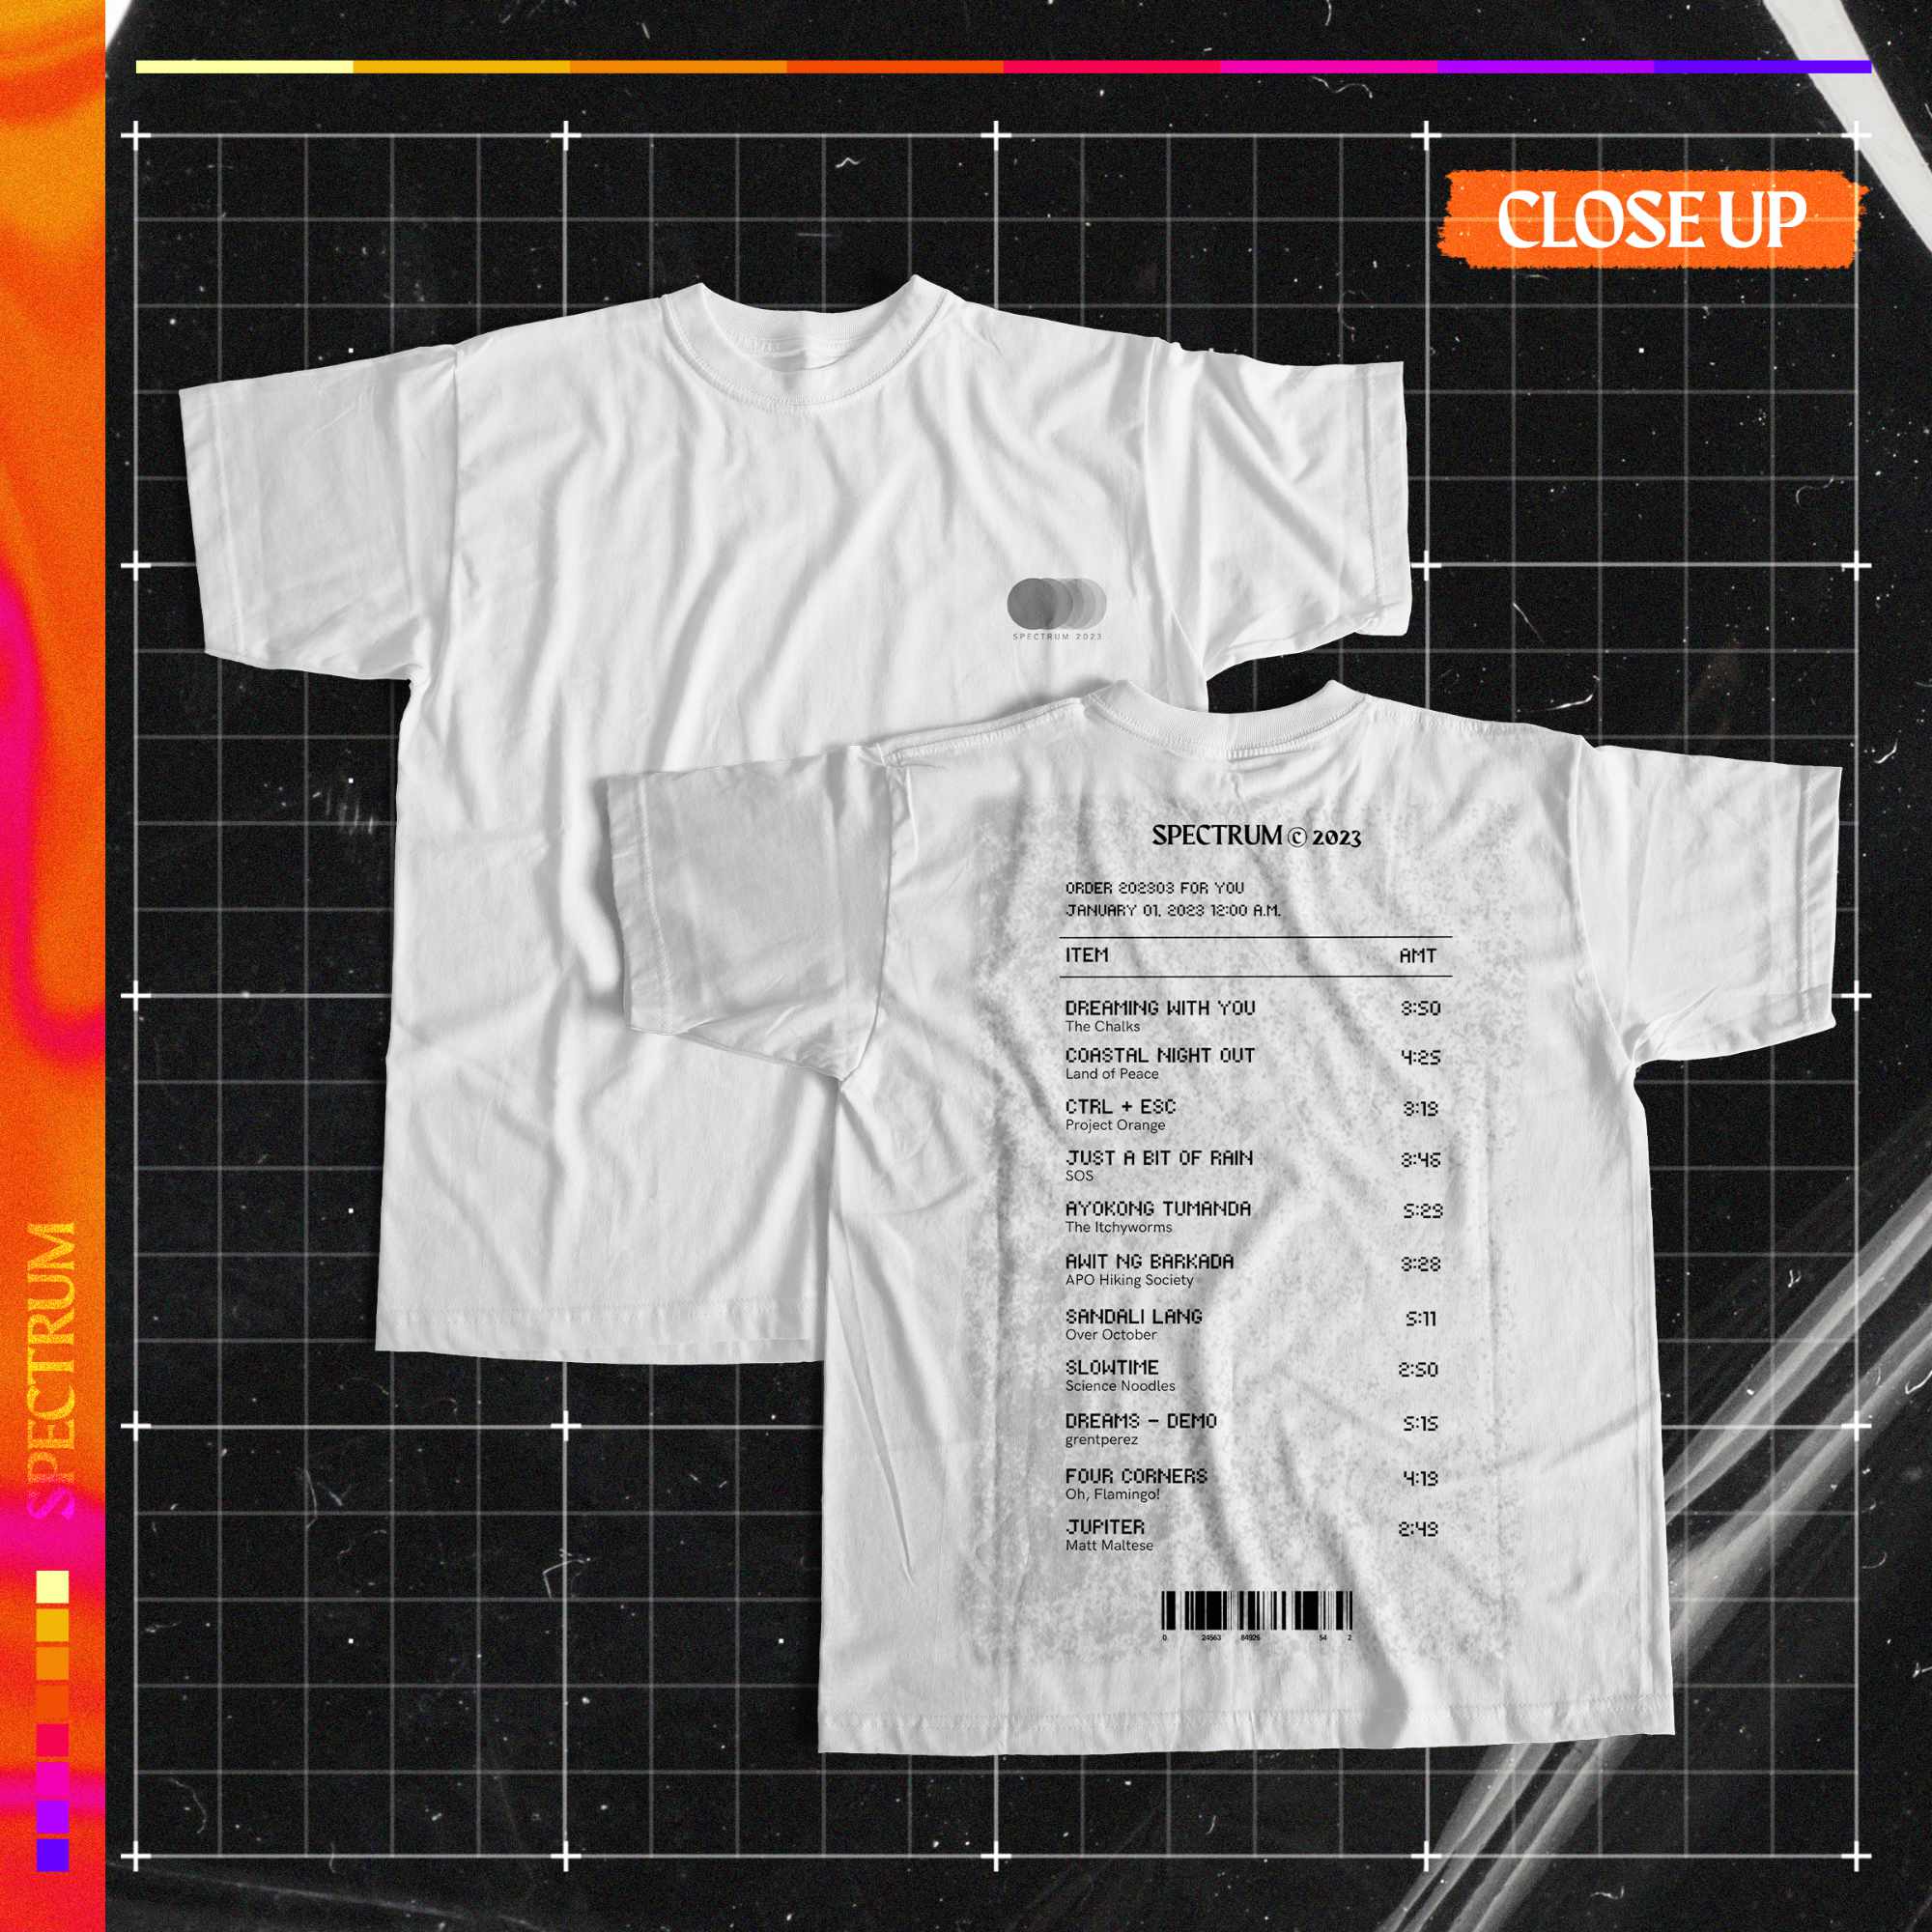 CLOSE UP
SPECTRUM 2023
SPECTRUM © 2023
ORDER 202303 FOR YOU
JANUARY 01, 2023 12:00 A.M.
ITEM AMT
DREAMING WITH YOU 3:50
The Chalks
COASTAL NIGHT OUT 4:25
Land of Peace
CTRL + ESC 3:19
Project Orange
JUST A BIT OF RAIN 3:45
SOS
AYOKONG TUMANDA 5:29
The Itchyworms
AWIT NG BARKADA 3:28
APO Hiking Society
SANDALI LANG 5:11
Over October
SLOWTIME 2:50
Science Noodles
DREAMS - DEMO 5:15
grentperez
FOUR CORNERS 4:19
Oh, Flamingo!
JUPITER 2:49
Matt Maltese
0 24563 84926 54 2
SPECTRUM